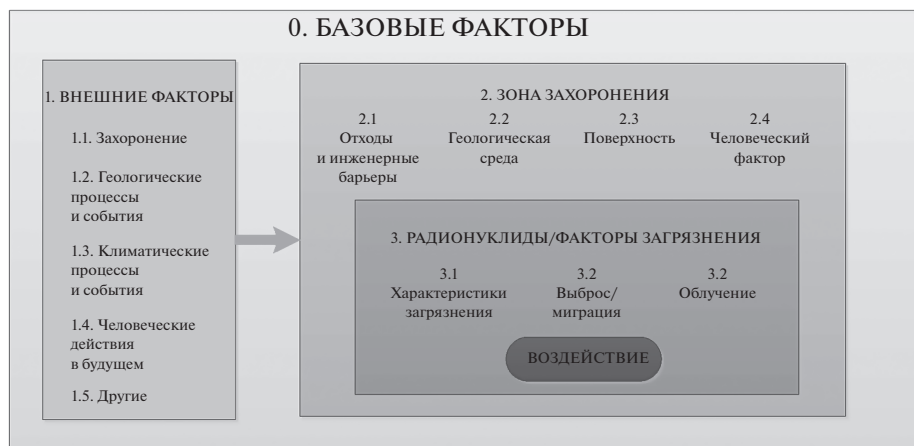 0. БАЗОВЫЕ ФАКТОРЫ
1. ВНЕШНИЕ ФАКТОРЫ
1.1. Захоронение
1.2. Геологические
процессы
и события
1.3. Климатические
процессы
и события
1.4. Человеческие
действия
в будущем
1.5. Другие
2. ЗОНА ЗАХОРОНЕНИЯ
2.1
Отходы
и инженерные
барьеры
2.2
Геологическая
среда
2.3
Поверхность
2.4
Человеческий
фактор
3. РАДИОНУКЛИДЫ/ФАКТОРЫ ЗАГРЯЗНЕНИЯ
3.1
Характеристики
загрязнения
3.2
Выброс/
миграция
3.2
Облучение
ВОЗДЕЙСТВИЕ